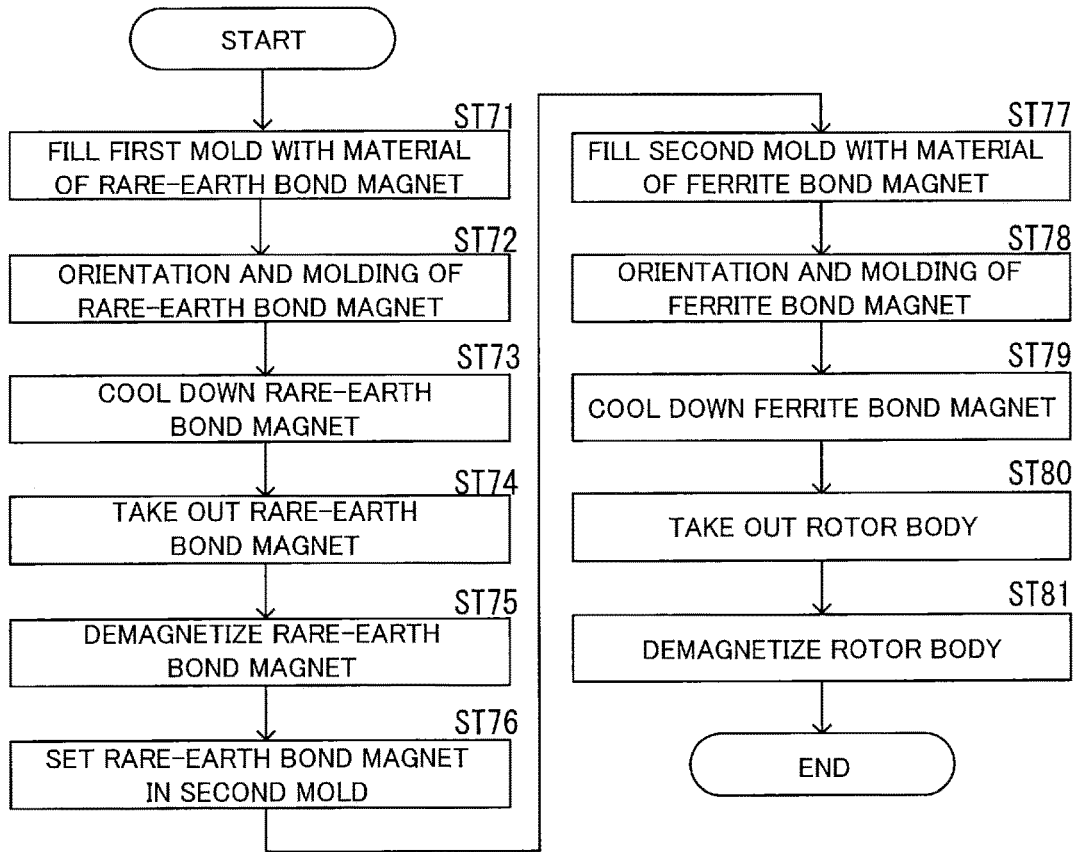 START
ST71
FILL FIRST MOLD WITH MATERIAL
OF RARE-EARTH BOND MAGNET
ST72
ORIENTATION AND MOLDING OF
RARE-EARTH BOND MAGNET
ST73
COOL DOWN RARE-EARTH
BOND MAGNET
ST74
TAKE OUT RARE-EARTH
BOND MAGNET
ST75
DEMAGNETIZE RARE-EARTH
BOND MAGNET
ST76
SET RARE-EARTH BOND MAGNET
IN SECOND MOLD
ST77
FILL SECOND MOLD WITH MATERIAL
OF FERRITE BOND MAGNET
ST78
ORIENTATION AND MOLDING OF
FERRITE BOND MAGNET
ST79
COOL DOWN FERRITE BOND MAGNET
ST80
TAKE OUT ROTOR BODY
ST81
DEMAGNETIZE ROTOR BODY
END